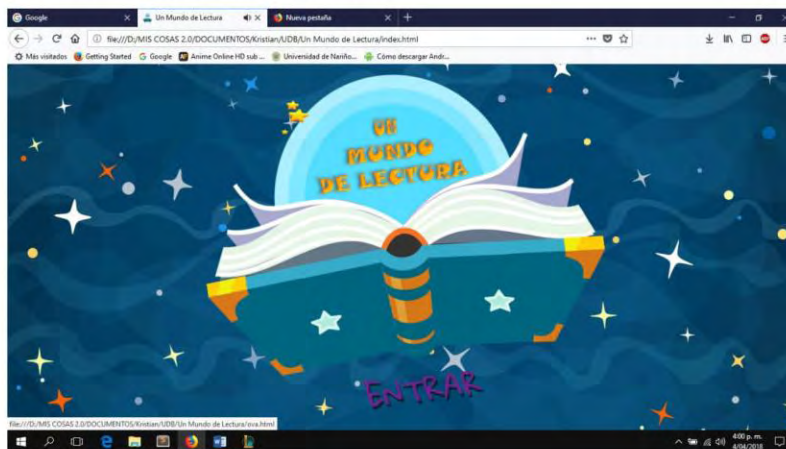 Google
Un Mundo de Lectura
Nueva pestaña
file:///D:/MIS COSAS 2.0/DOCUMENTOS/Kristian/UDB/Un Mundo de Lectura/index.html
Más visitados Getting Started Google Anime Online HD sub ... Universidad de Nariño... Cómo descargar Andr...
UN
MUNDO
DE LECTURA
ENTRAR
file:///D:/MIS COSAS 2.0/DOCUMENTOS/Kristian/UDB/Un Mundo de Lectura/ova.html
4:00 p. m.
4/04/2018